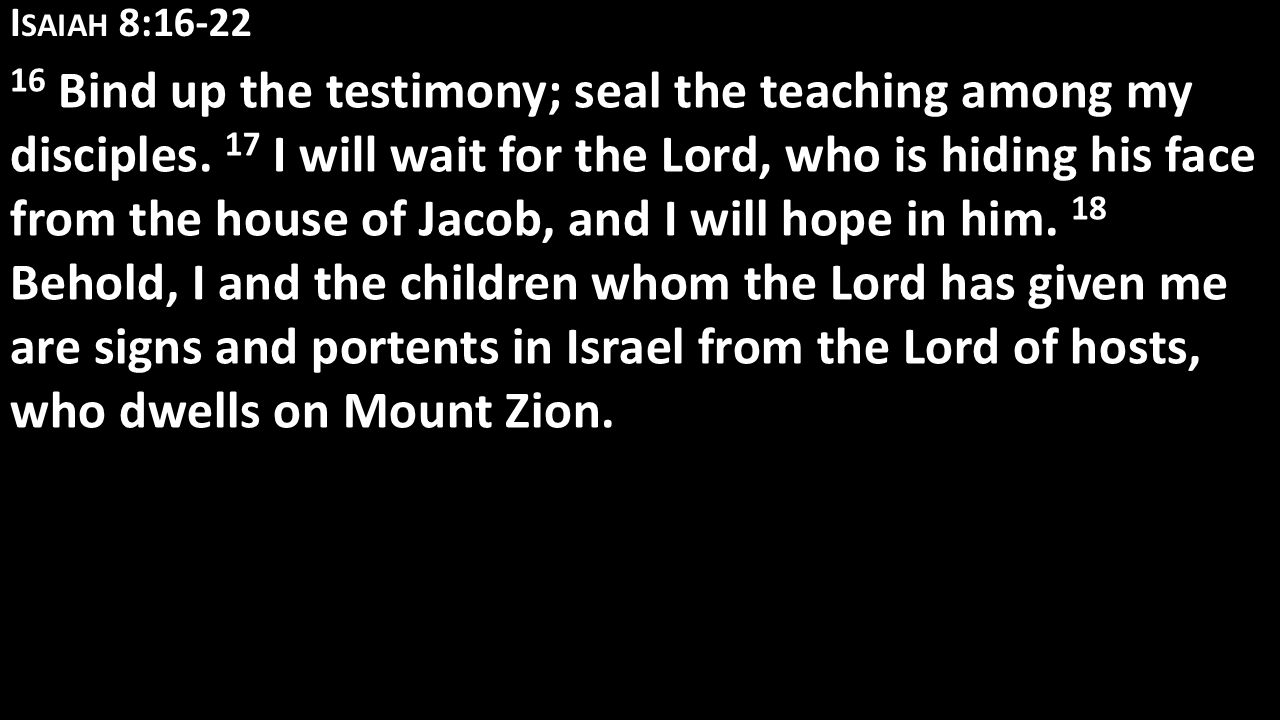 ISAIAH 8:16-22
16 Bind up the testimony; seal the teaching among my
disciples. 17 I will wait for the Lord, who is hiding his face
from the house of Jacob, and I will hope in him. 18
Behold, I and the children whom the Lord has given me
are signs and portents in Israel from the Lord of hosts,
who dwells on Mount Zion.